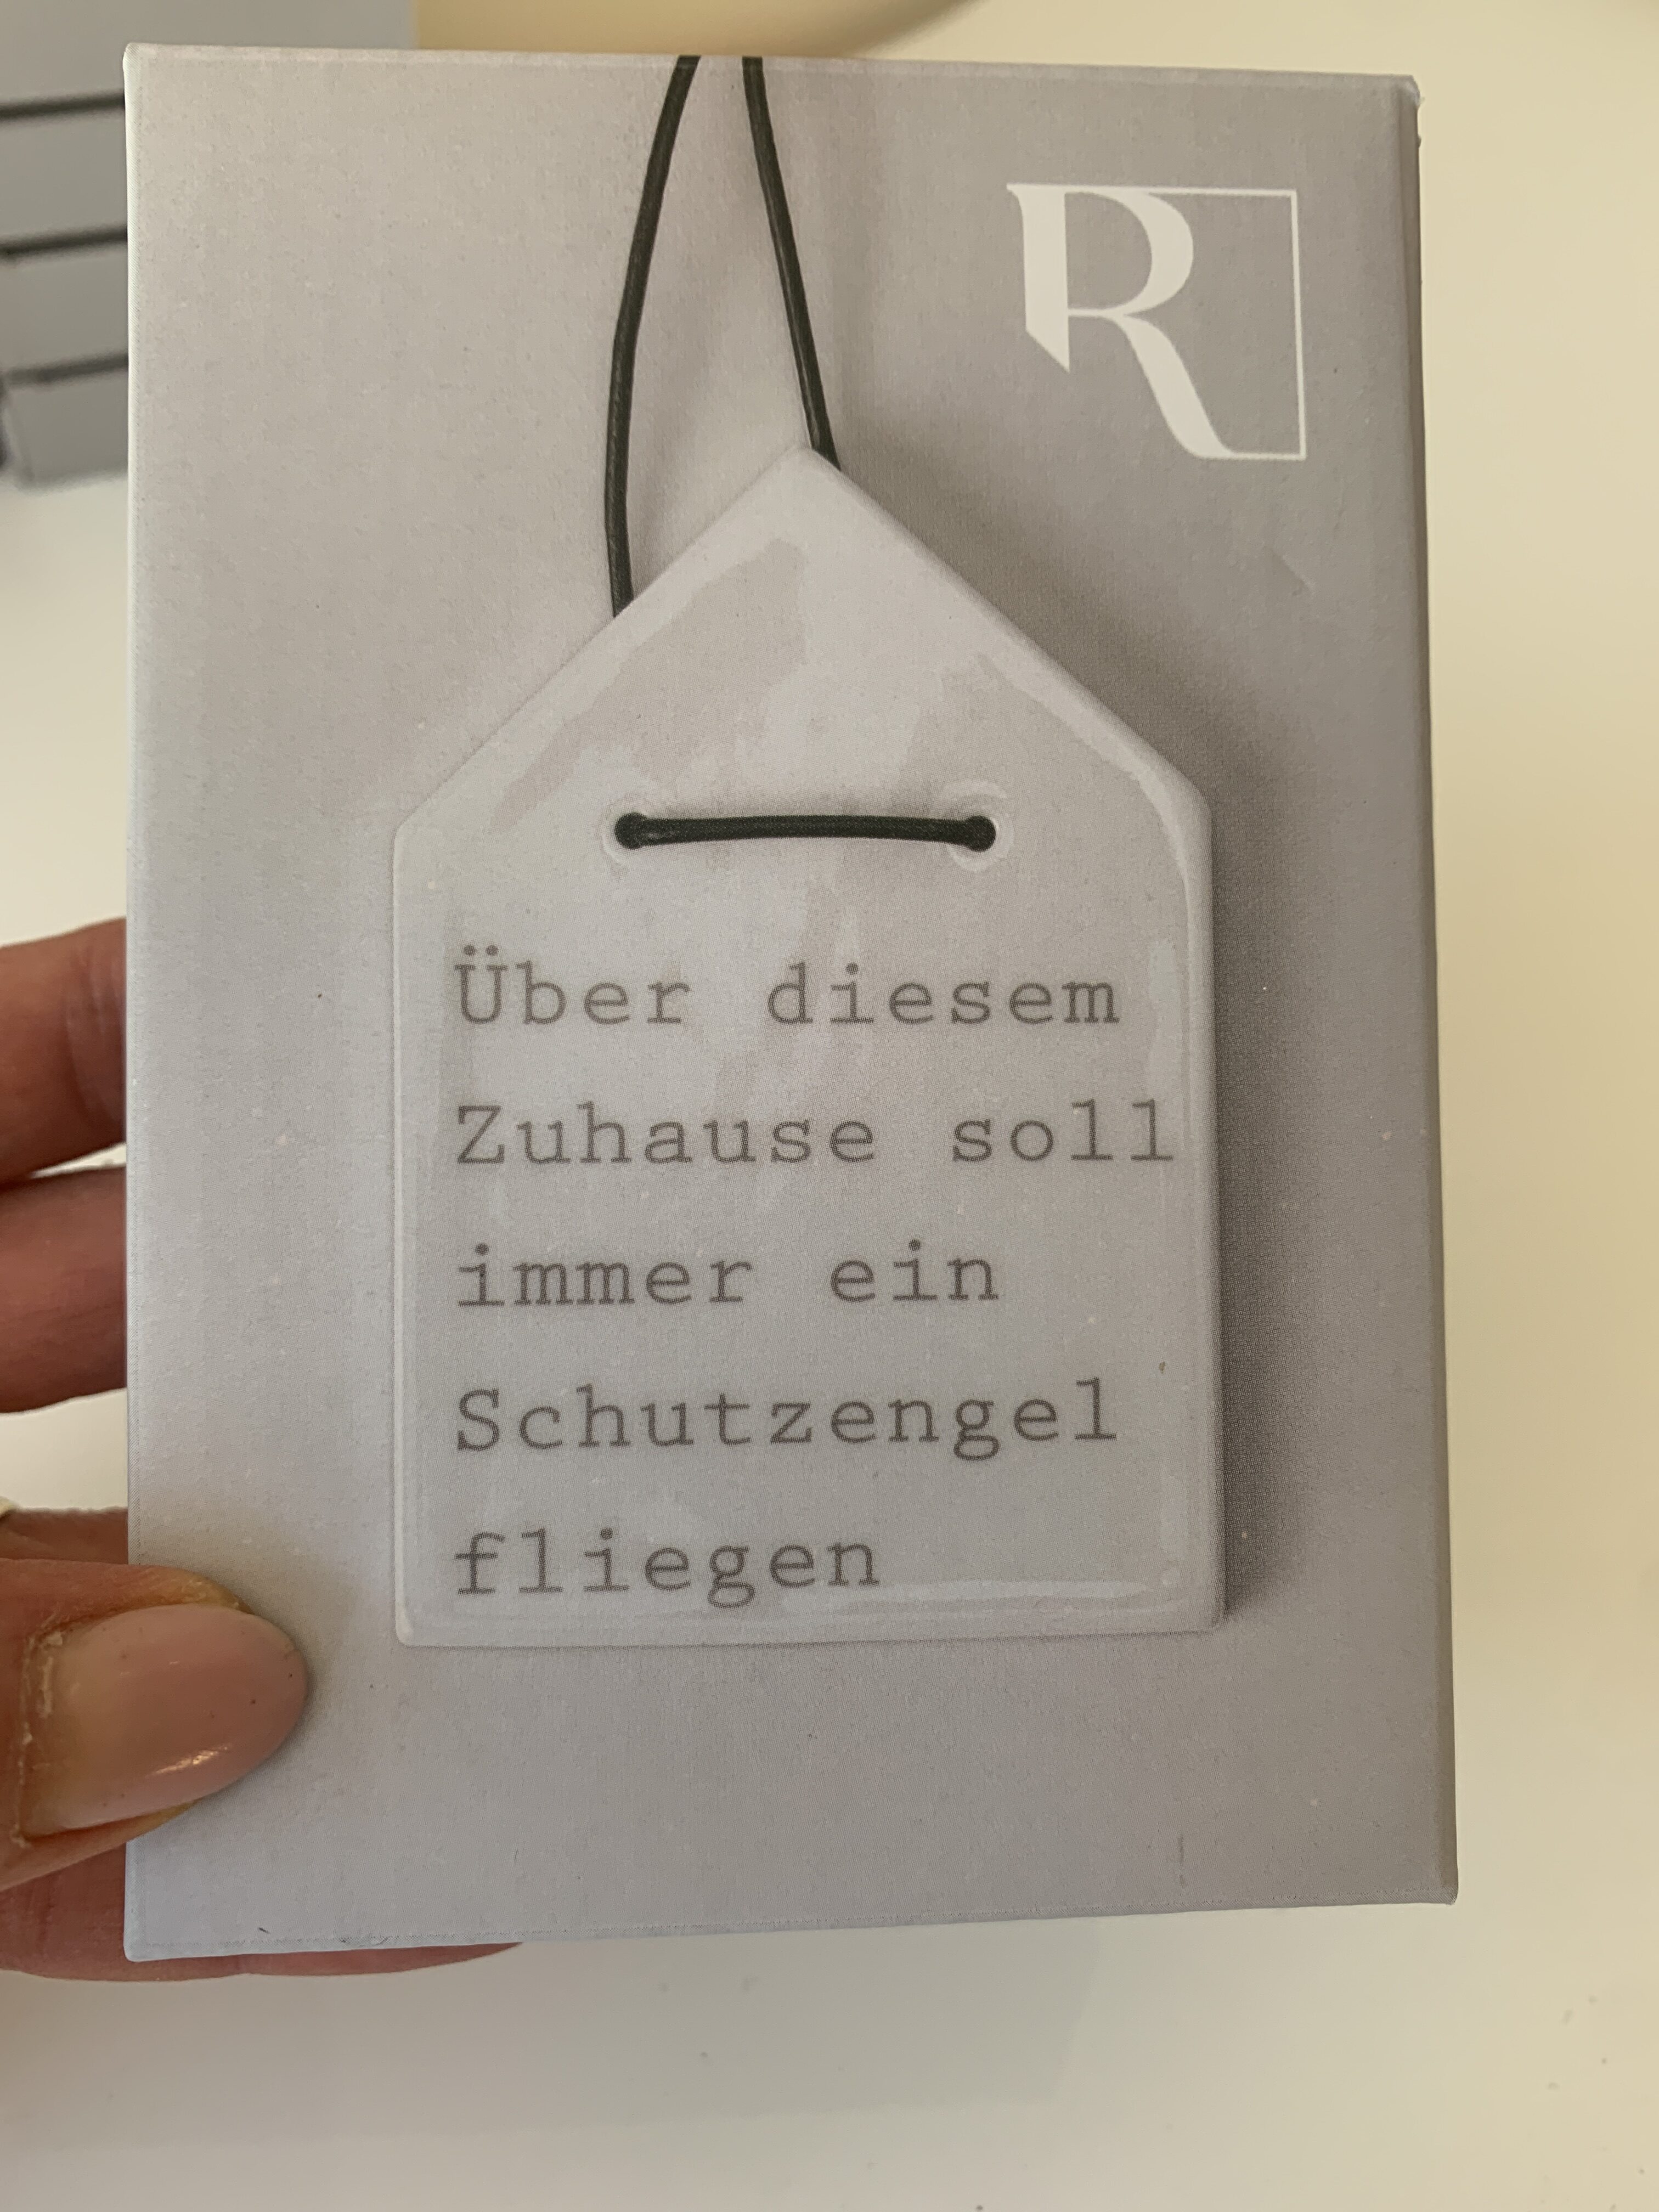 R
Über diesem
Zuhause soll
immer ein
Schutzengel
fliegen